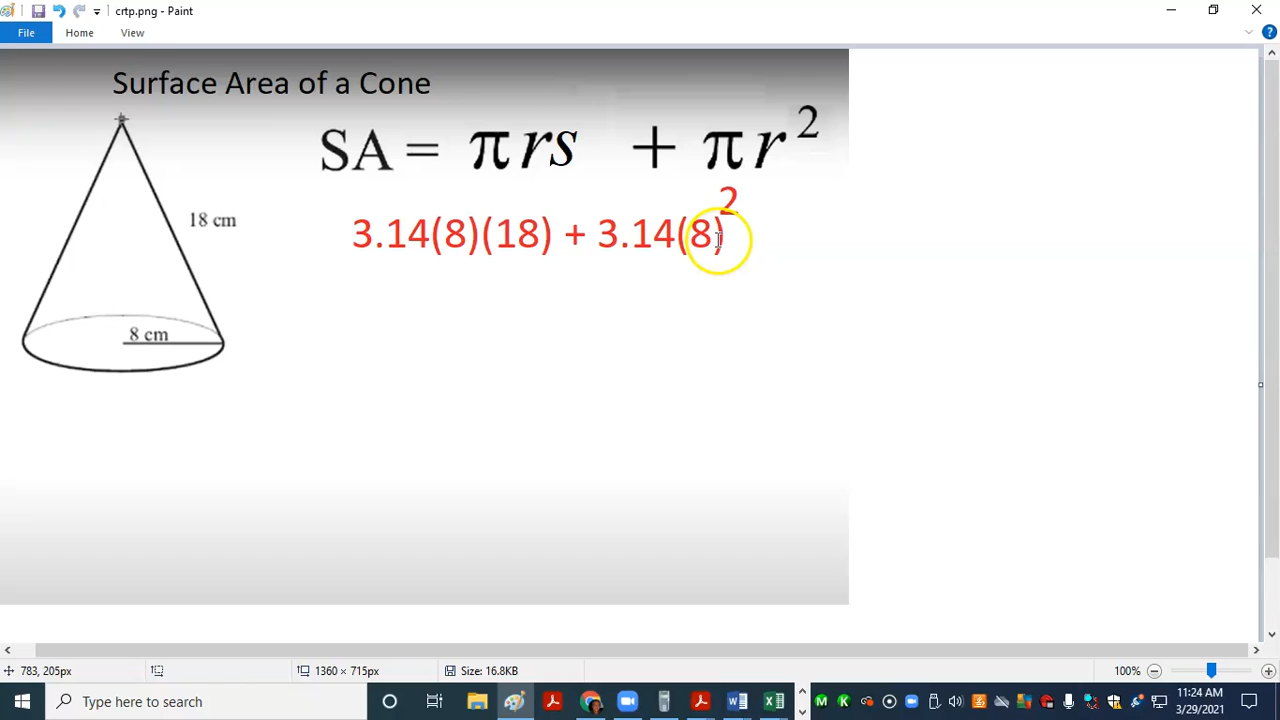 crtp.png - Paint
File Home View
Surface Area of a Cone
SA = πrs + πr²
3.14(8)(18) + 3.14(8)²
18 cm
8 cm
783, 205px 1360 × 715px Size: 16.8KB 100%
Type here to search
11:24 AM
3/29/2021